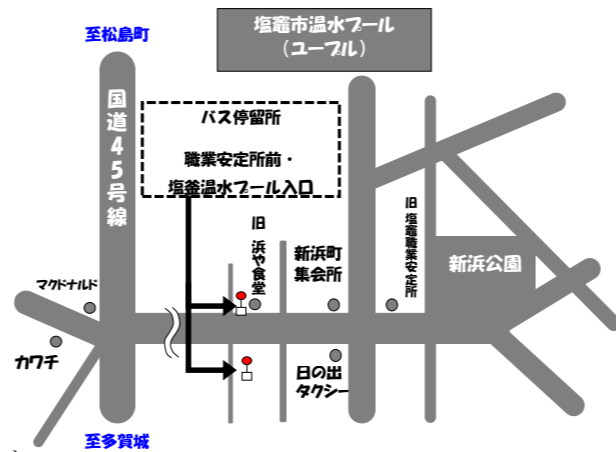 塩竈市温水プール
(ユープル)
至松島町
国道45号線
バス停留所
職業安定所前・
塩釜温水プール入口
旧 浜や食堂
新浜町
集会所
旧 塩竈職業安定所
新浜公園
マクドナルド
カワチ
日の出
タクシー
至多賀城